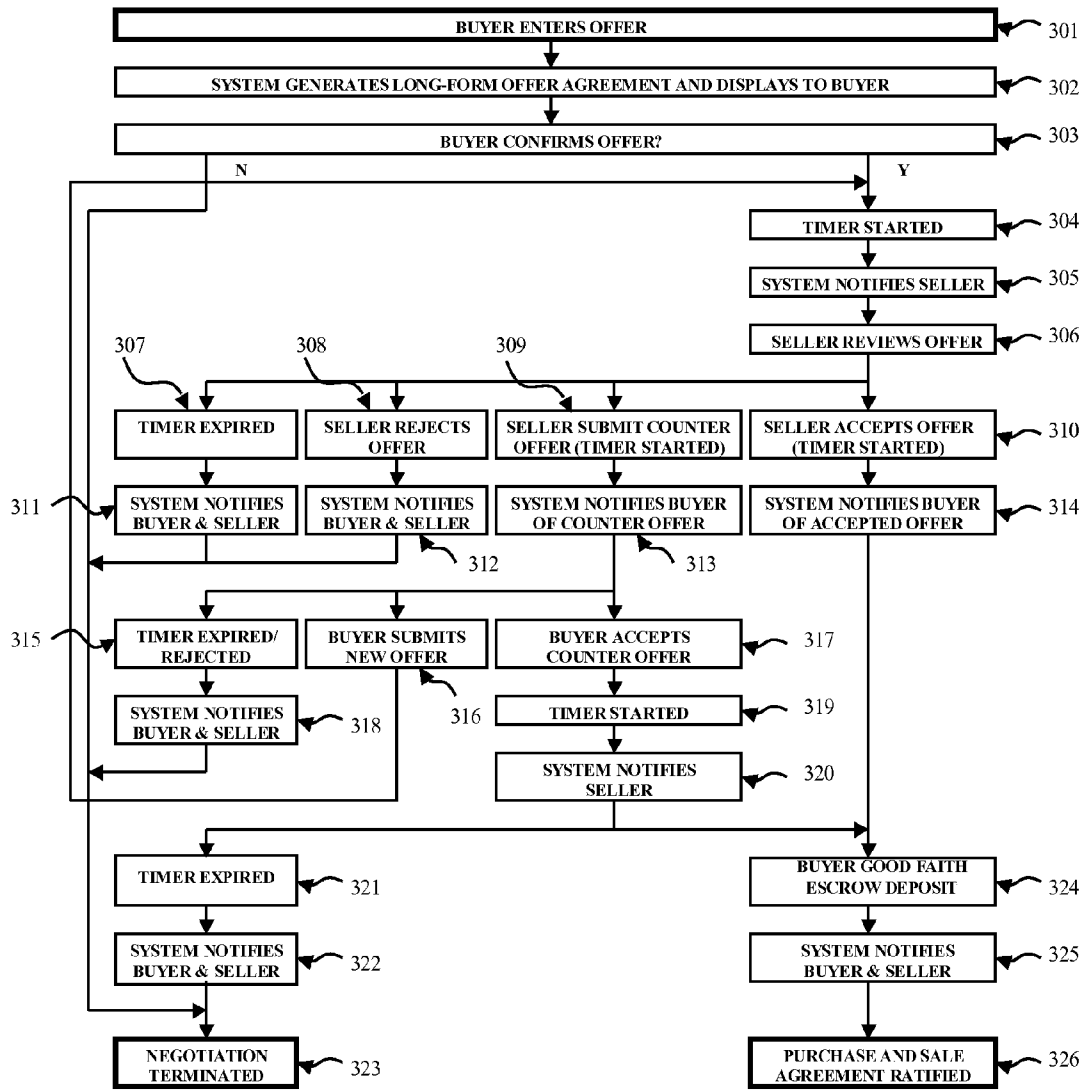 BUYER ENTERS OFFER
301
SYSTEM GENERATES LONG-FORM OFFER AGREEMENT AND DISPLAYS TO BUYER
302
BUYER CONFIRMS OFFER?
303
N
Y
TIMER STARTED
304
SYSTEM NOTIFIES SELLER
305
SELLER REVIEWS OFFER
306
307
308
309
TIMER EXPIRED
SELLER REJECTS
OFFER
SELLER SUBMIT COUNTER
OFFER (TIMER STARTED)
SELLER ACCEPTS OFFER
(TIMER STARTED)
310
311
SYSTEM NOTIFIES
BUYER & SELLER
SYSTEM NOTIFIES
BUYER & SELLER
SYSTEM NOTIFIES BUYER
OF COUNTER OFFER
SYSTEM NOTIFIES BUYER
OF ACCEPTED OFFER
314
312
313
315
TIMER EXPIRED/
REJECTED
BUYER SUBMITS
NEW OFFER
BUYER ACCEPTS
COUNTER OFFER
317
316
SYSTEM NOTIFIES
BUYER & SELLER
318
TIMER STARTED
319
SYSTEM NOTIFIES
SELLER
320
TIMER EXPIRED
321
BUYER GOOD FAITH
ESCROW DEPOSIT
324
SYSTEM NOTIFIES
BUYER & SELLER
322
SYSTEM NOTIFIES
BUYER & SELLER
325
NEGOTIATION
TERMINATED
323
PURCHASE AND SALE
AGREEMENT RATIFIED
326